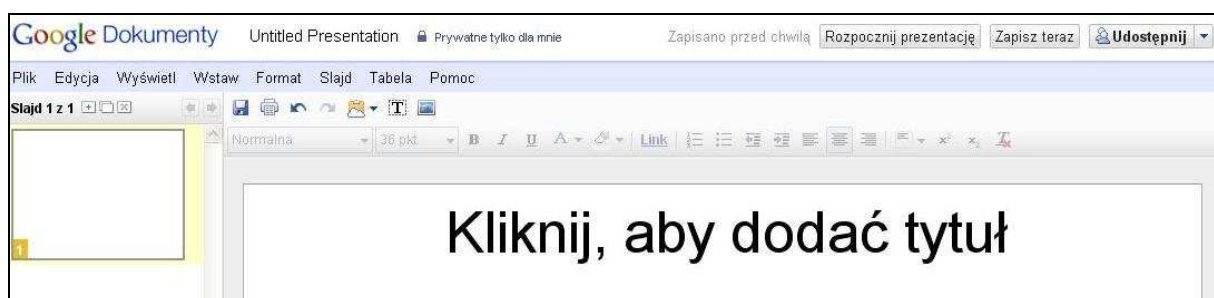 Google Dokumenty Untitled Presentation Prywatne tylko dla mnie Zapisano przed chwilą Rozpocznij prezentację Zapisz teraz Udostępnij
Plik Edycja Wyświetl Wstaw Format Slajd Tabela Pomoc
Slajd 1 z 1
Normalna 36 pkt B I U A Link
1
Kliknij, aby dodać tytuł